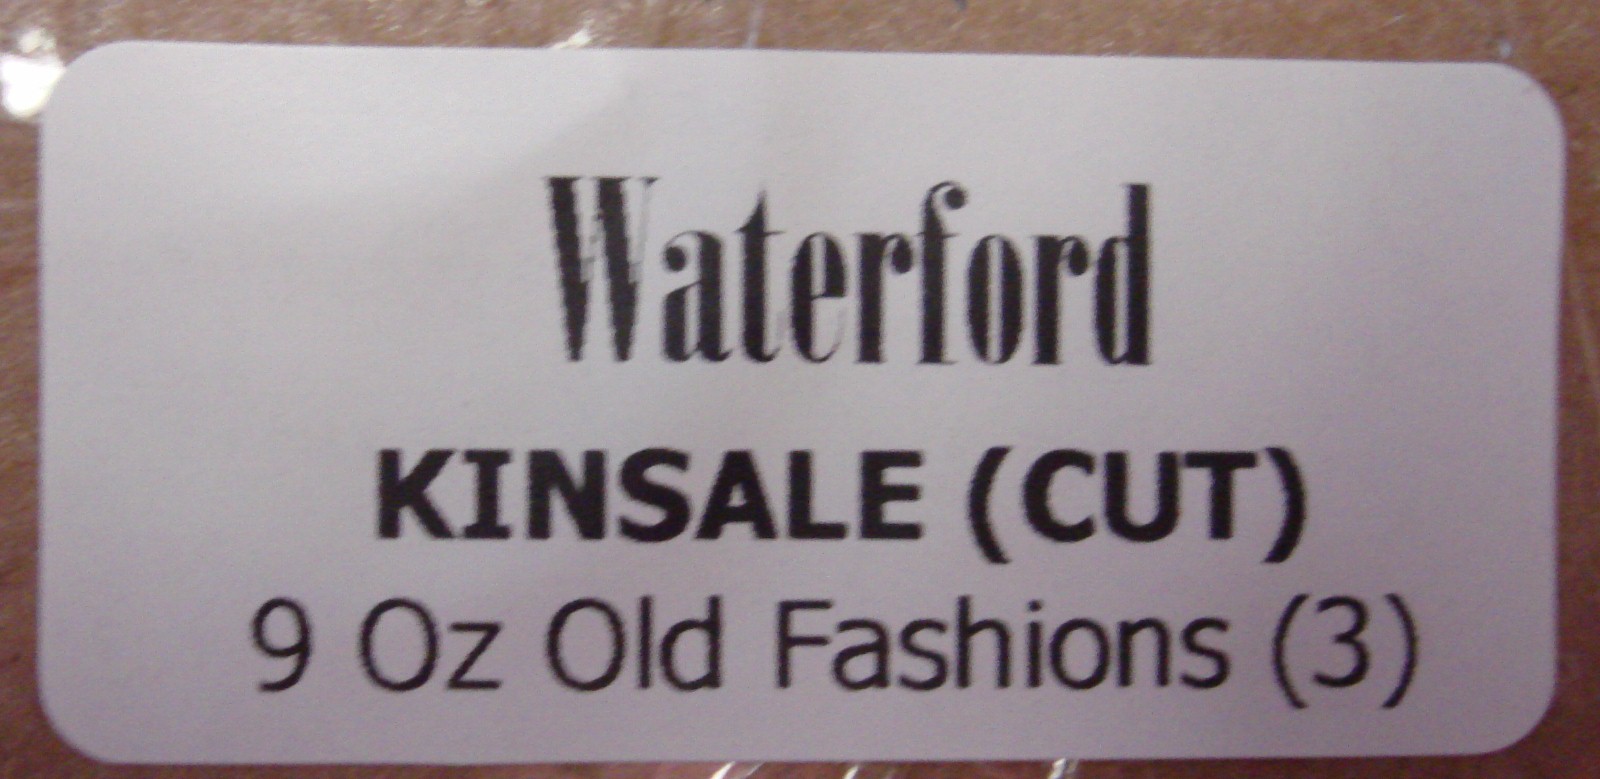 Waterford
KINSALE (CUT)
9 Oz Old Fashions (3)